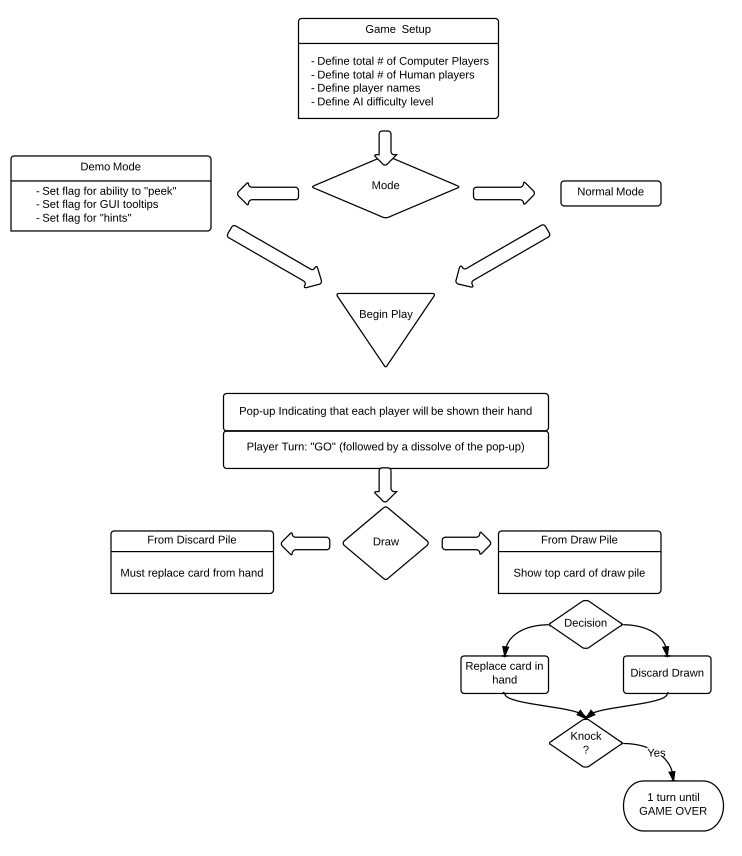 Game Setup
- Define total # of Computer Players
- Define total # of Human players
- Define player names
- Define AI difficulty level
Demo Mode
- Set flag for ability to "peek"
- Set flag for GUI tooltips
- Set flag for "hints"
Mode
Normal Mode
Begin Play
Pop-up Indicating that each player will be shown their hand
Player Turn: "GO" (followed by a dissolve of the pop-up)
From Discard Pile
Must replace card from hand
Draw
From Draw Pile
Show top card of draw pile
Decision
Replace card in
hand
Discard Drawn
Knock
?
Yes
1 turn until
GAME OVER